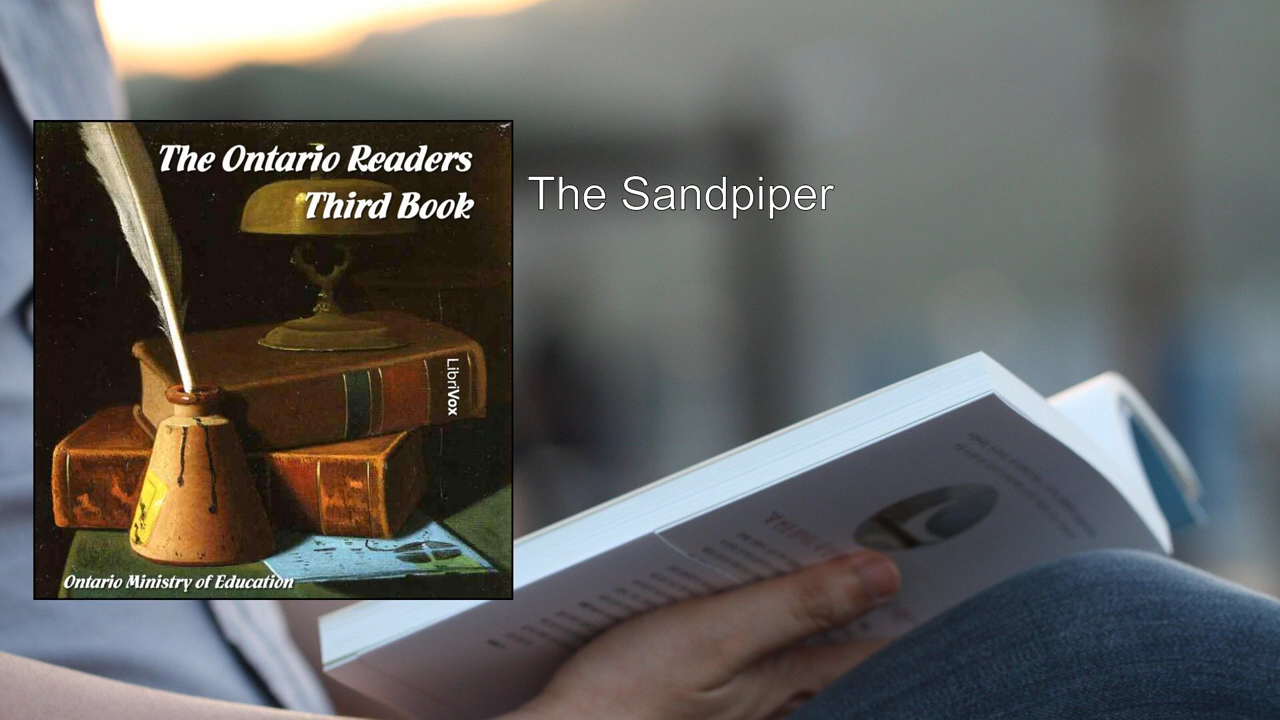 The Ontario Readers
Third Book
The Sandpiper
LibriVox
Ontario Ministry of Education